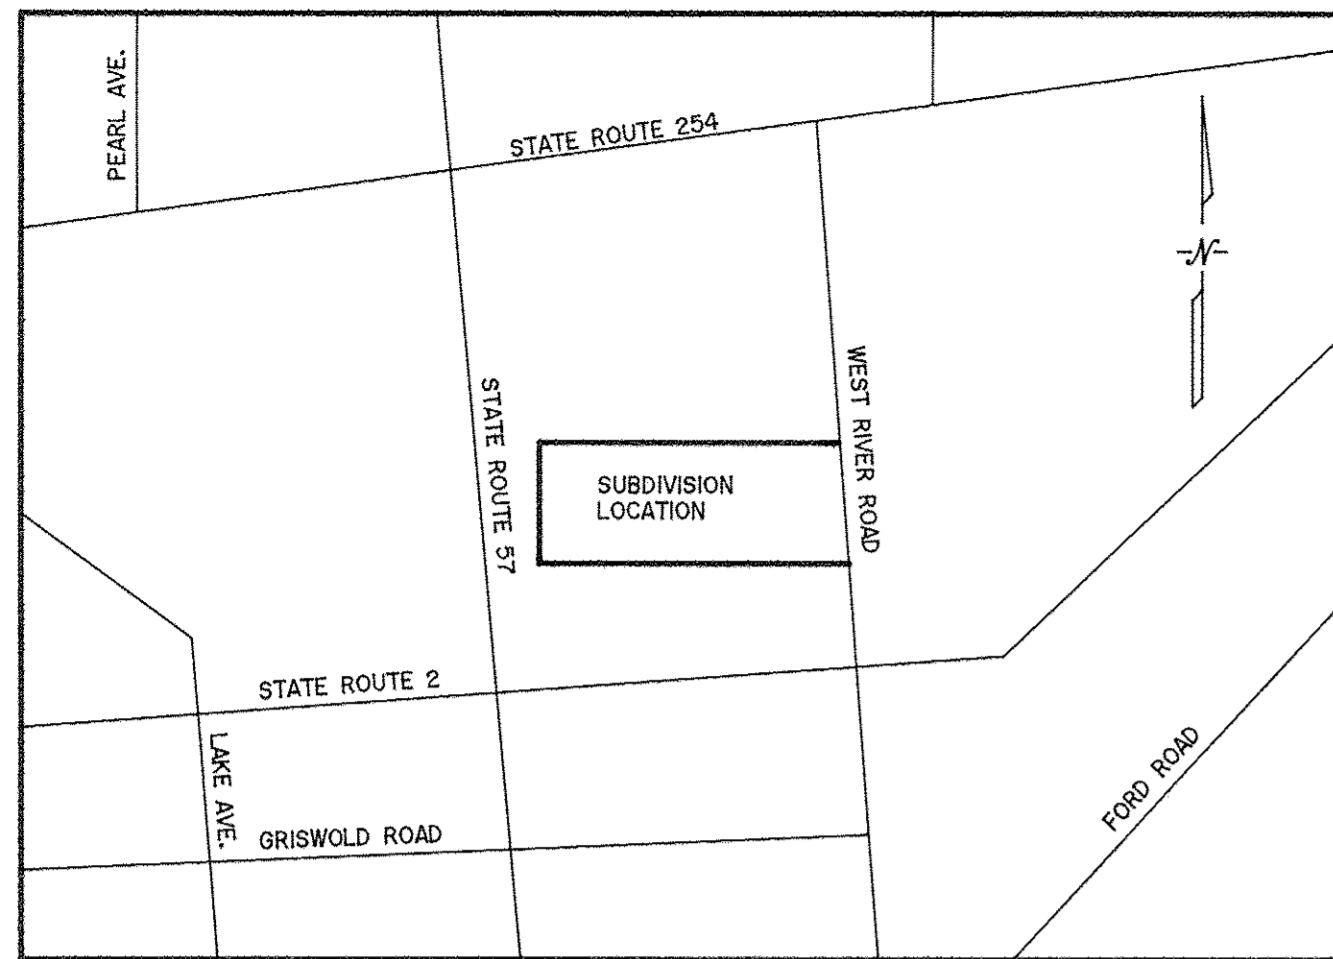 PEARL AVE.
STATE ROUTE 254
-N-
WEST RIVER ROAD
STATE ROUTE 57
SUBDIVISION
LOCATION
STATE ROUTE 2
LAKE AVE.
GRISWOLD ROAD
FORD ROAD